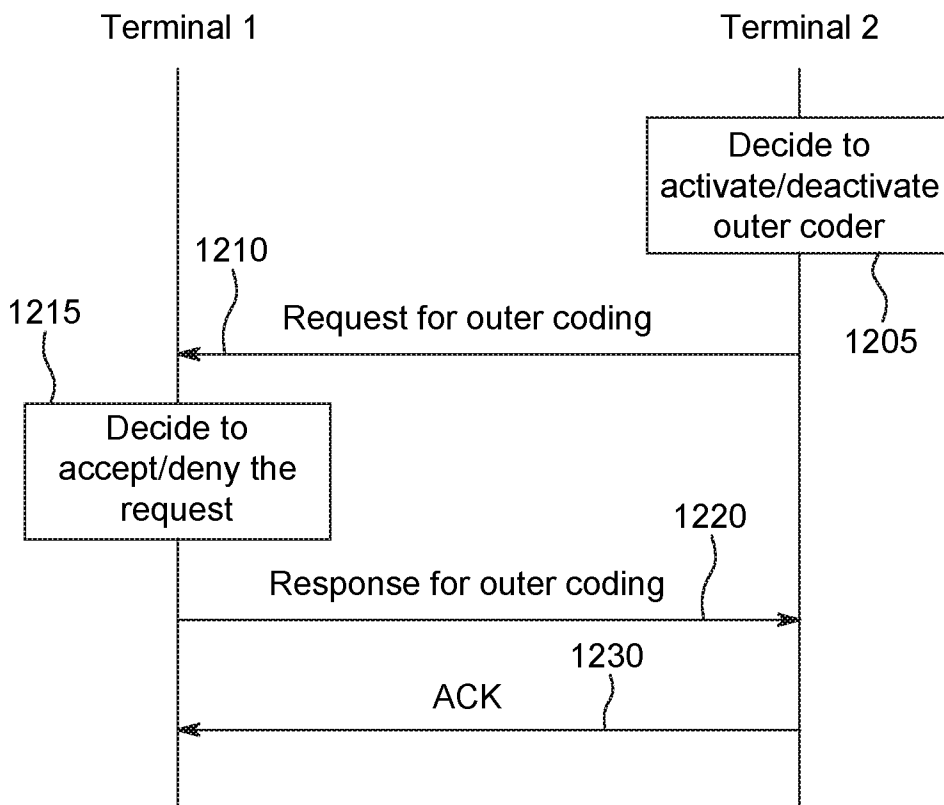 Terminal 1
Terminal 2
Decide to
activate/deactivate
outer coder
1205
1210
Request for outer coding
1215
Decide to
accept/deny the
request
1220
Response for outer coding
1230
ACK